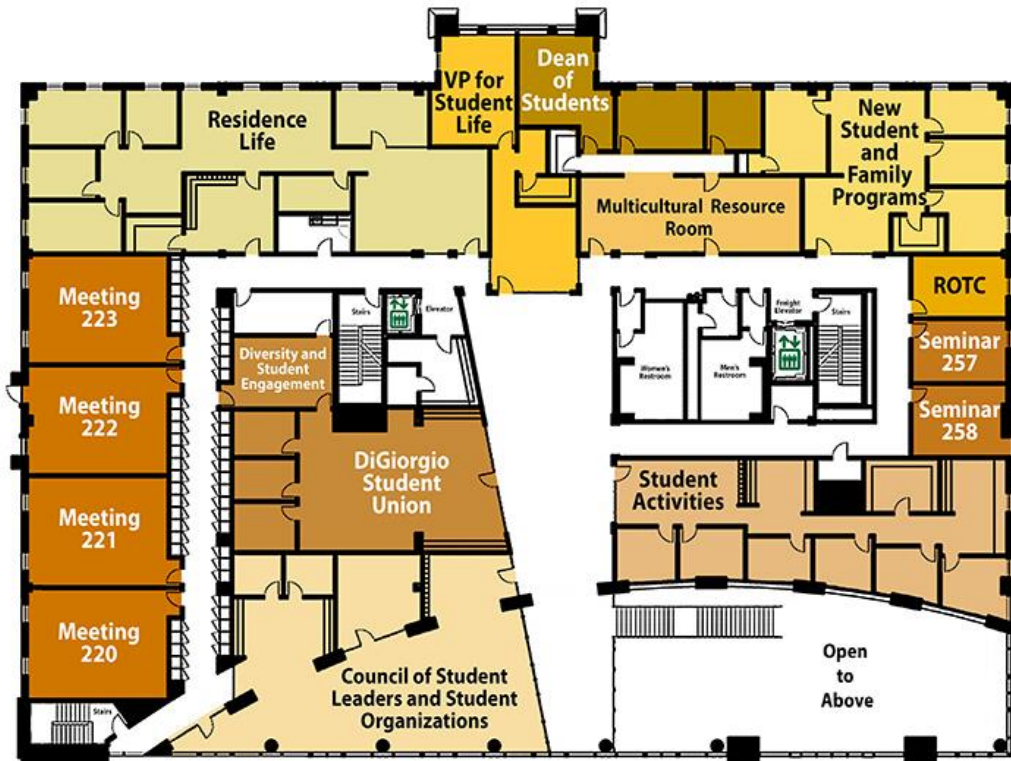 VP for
Student
Life
Dean
of
Students
Residence
Life
New
Student
and
Family
Programs
Multicultural Resource
Room
Meeting
223
Stairs
Elevator
Freight
Elevator
Stairs
ROTC
Diversity and
Student
Engagement
Women's
Restroom
Men's
Restroom
Seminar
257
Meeting
222
Seminar
258
DiGiorgio
Student
Union
Student
Activities
Meeting
221
Meeting
220
Council of Student
Leaders and Student
Organizations
Open
to
Above
Stairs